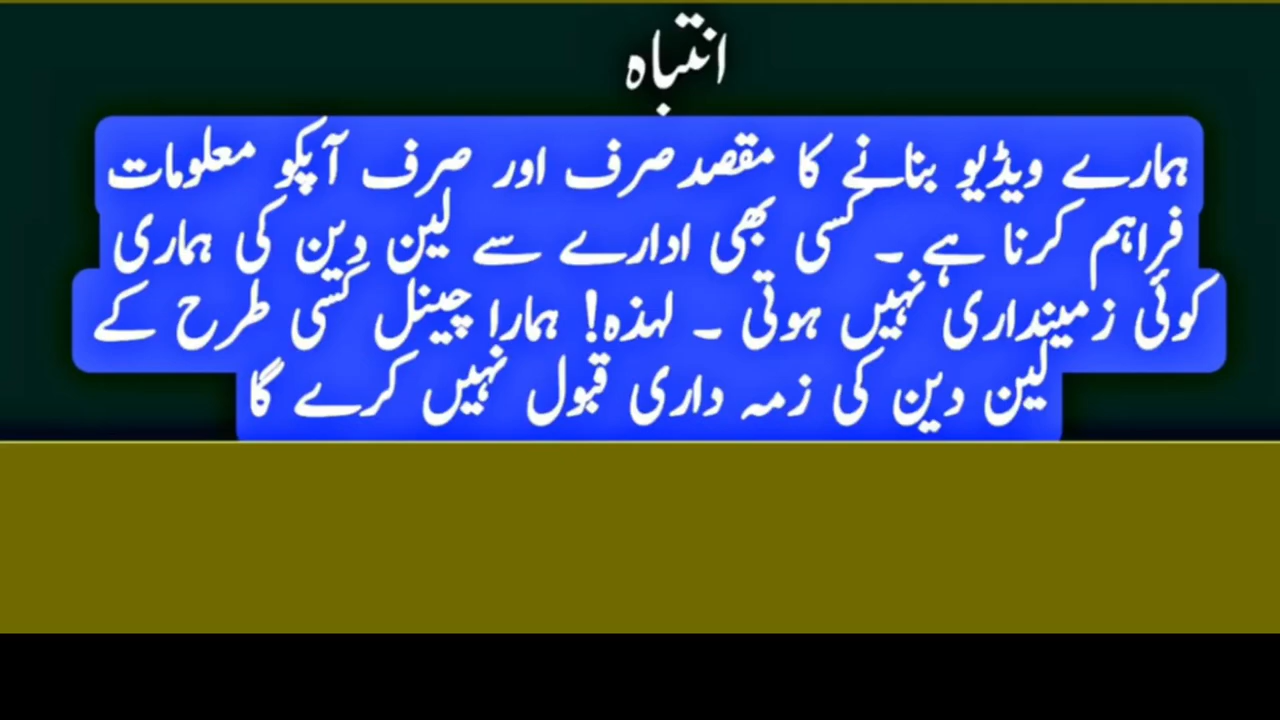 انتباہ
ہمارے ویڈیو بنانے کا مقصد صرف اور صرف آپکو معلومات
فراہم کرنا ہے ۔ کسی بھی ادارے سے لین دین کی ہماری
کوئی زمینداری نہیں ہوتی ۔ لہذہ! ہمارا چینل کسی طرح کے
لین دین کی زمہ داری قبول نہیں کرے گا